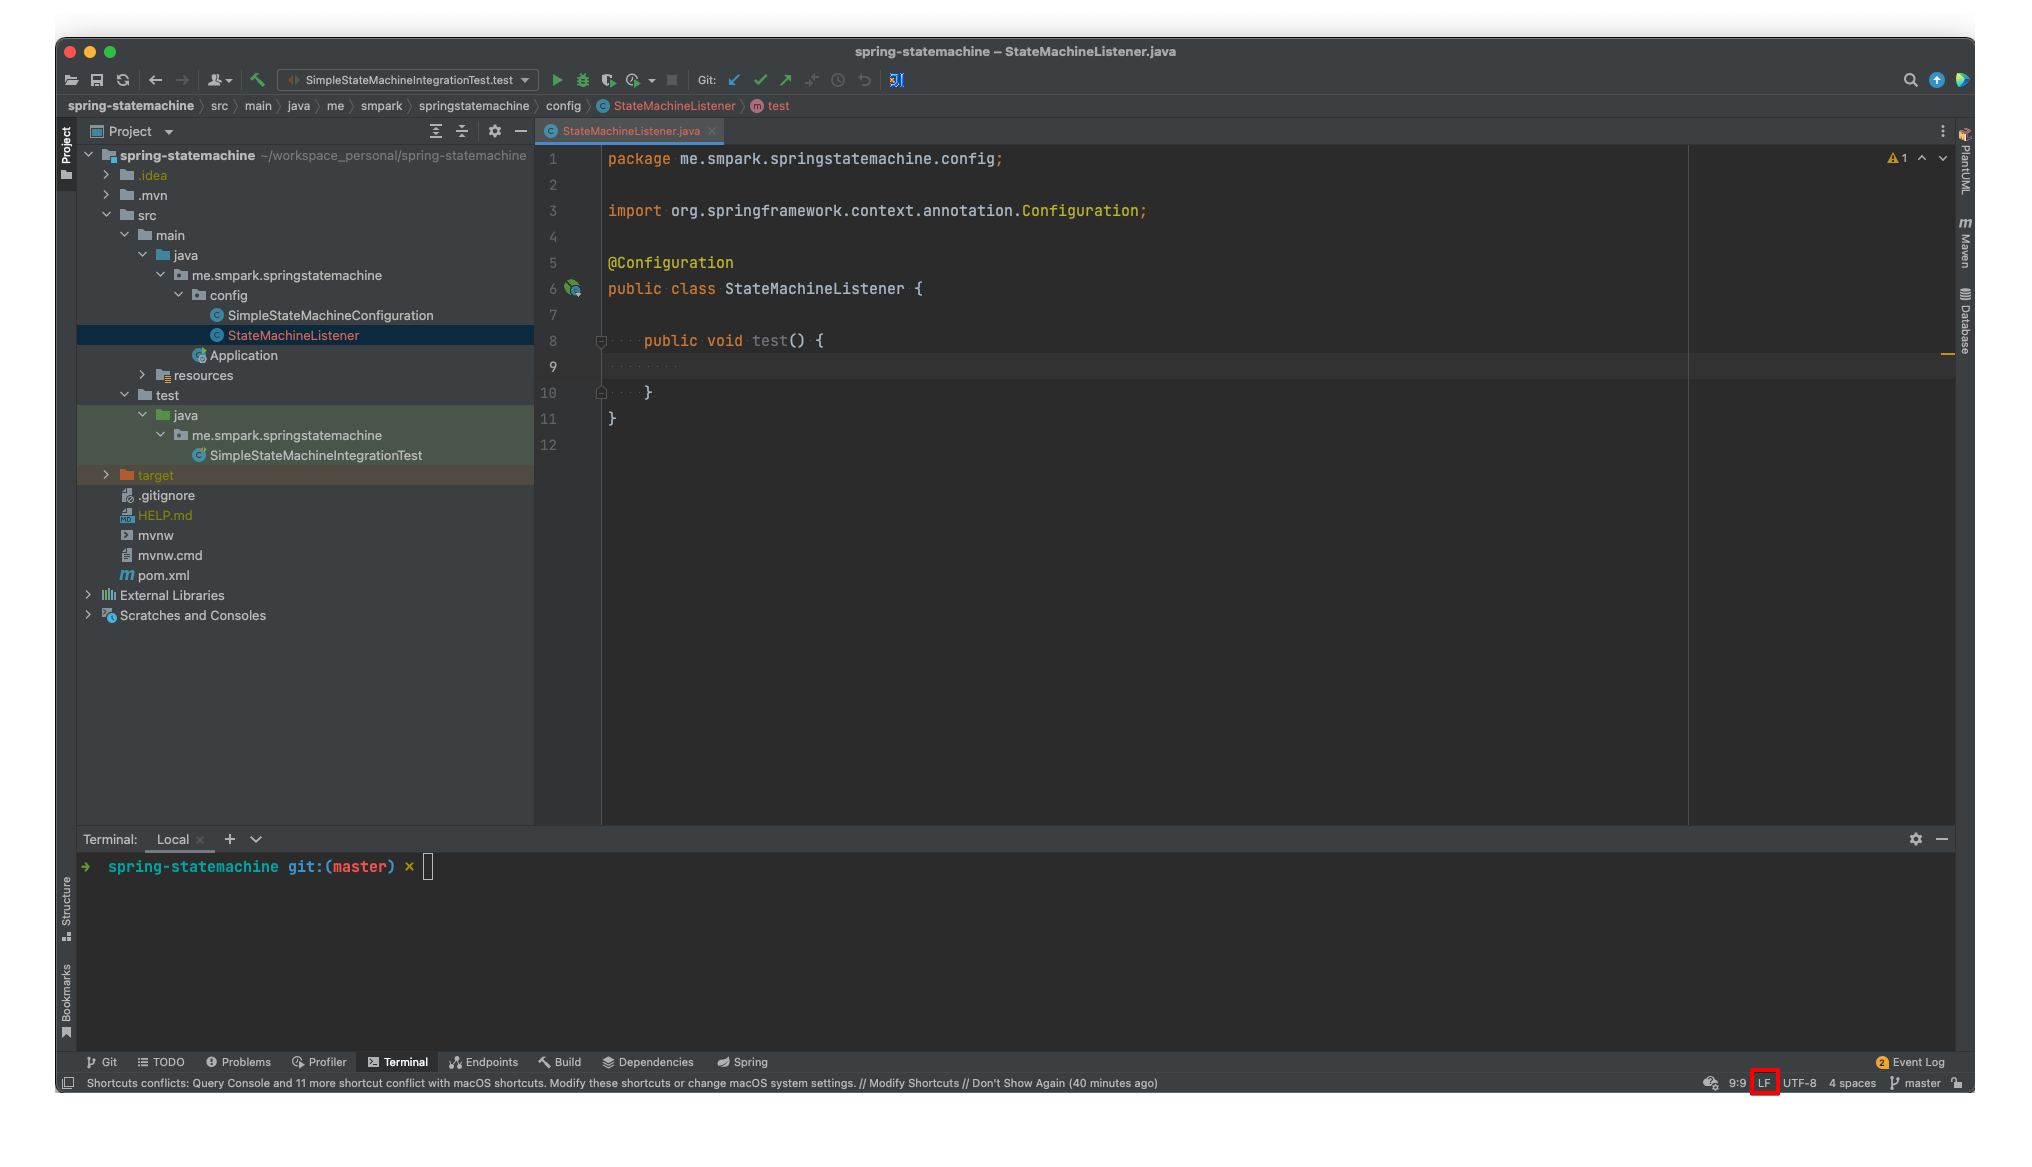 spring-statemachine – StateMachineListener.java
SimpleStateMachineIntegrationTest.test
Git:
spring-statemachine src main java me smpark springstatemachine config StateMachineListener test
Project
Project
StateMachineListener.java
spring-statemachine ~/workspace_personal/spring-statemachine
.idea
.mvn
src
main
java
me.smpark.springstatemachine
config
SimpleStateMachineConfiguration
StateMachineListener
Application
resources
test
java
me.smpark.springstatemachine
SimpleStateMachineIntegrationTest
target
.gitignore
HELP.md
mvnw
mvnw.cmd
pom.xml
External Libraries
Scratches and Consoles
1 package me.smpark.springstatemachine.config;
2
3 import org.springframework.context.annotation.Configuration;
4
5 @Configuration
6 public class StateMachineListener {
7
8 public void test() {
9
10 }
11 }
12
1
PlantUML
Maven
Database
Terminal: Local
spring-statemachine git:(master) ×
Structure
Bookmarks
Git TODO Problems Profiler Terminal Endpoints Build Dependencies Spring
2 Event Log
Shortcuts conflicts: Query Console and 11 more shortcut conflict with macOS shortcuts. Modify these shortcuts or change macOS system settings. // Modify Shortcuts // Don't Show Again (40 minutes ago)
9:9 LF UTF-8 4 spaces master